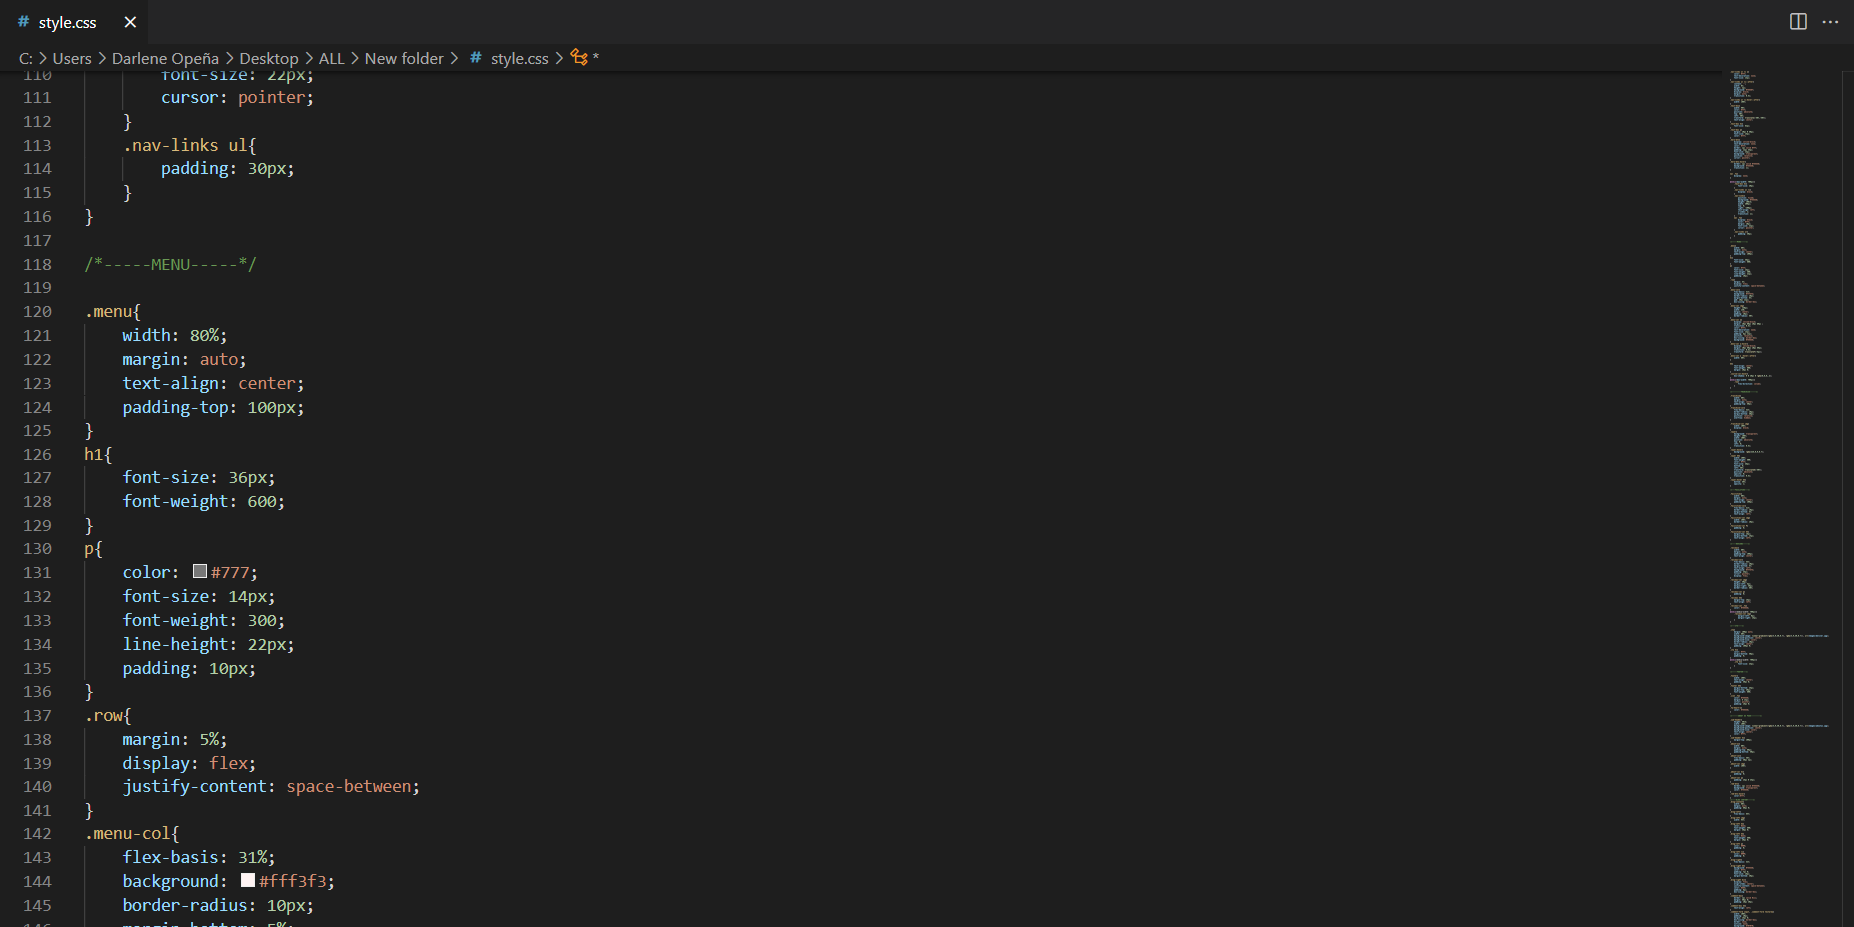 # style.css ×
C: > Users > Darlene Opeña > Desktop > ALL > New folder > # style.css > *
110         font-size: 22px;
111         cursor: pointer;
112     }
113     .nav-links ul{
114         padding: 30px;
115     }
116 }
117
118 /*-----MENU-----*/
119
120 .menu{
121     width: 80%;
122     margin: auto;
123     text-align: center;
124     padding-top: 100px;
125 }
126 h1{
127     font-size: 36px;
128     font-weight: 600;
129 }
130 p{
131     color: #777;
132     font-size: 14px;
133     font-weight: 300;
134     line-height: 22px;
135     padding: 10px;
136 }
137 .row{
138     margin: 5%;
139     display: flex;
140     justify-content: space-between;
141 }
142 .menu-col{
143     flex-basis: 31%;
144     background: #fff3f3;
145     border-radius: 10px;
146     margin-bottom: 5%;